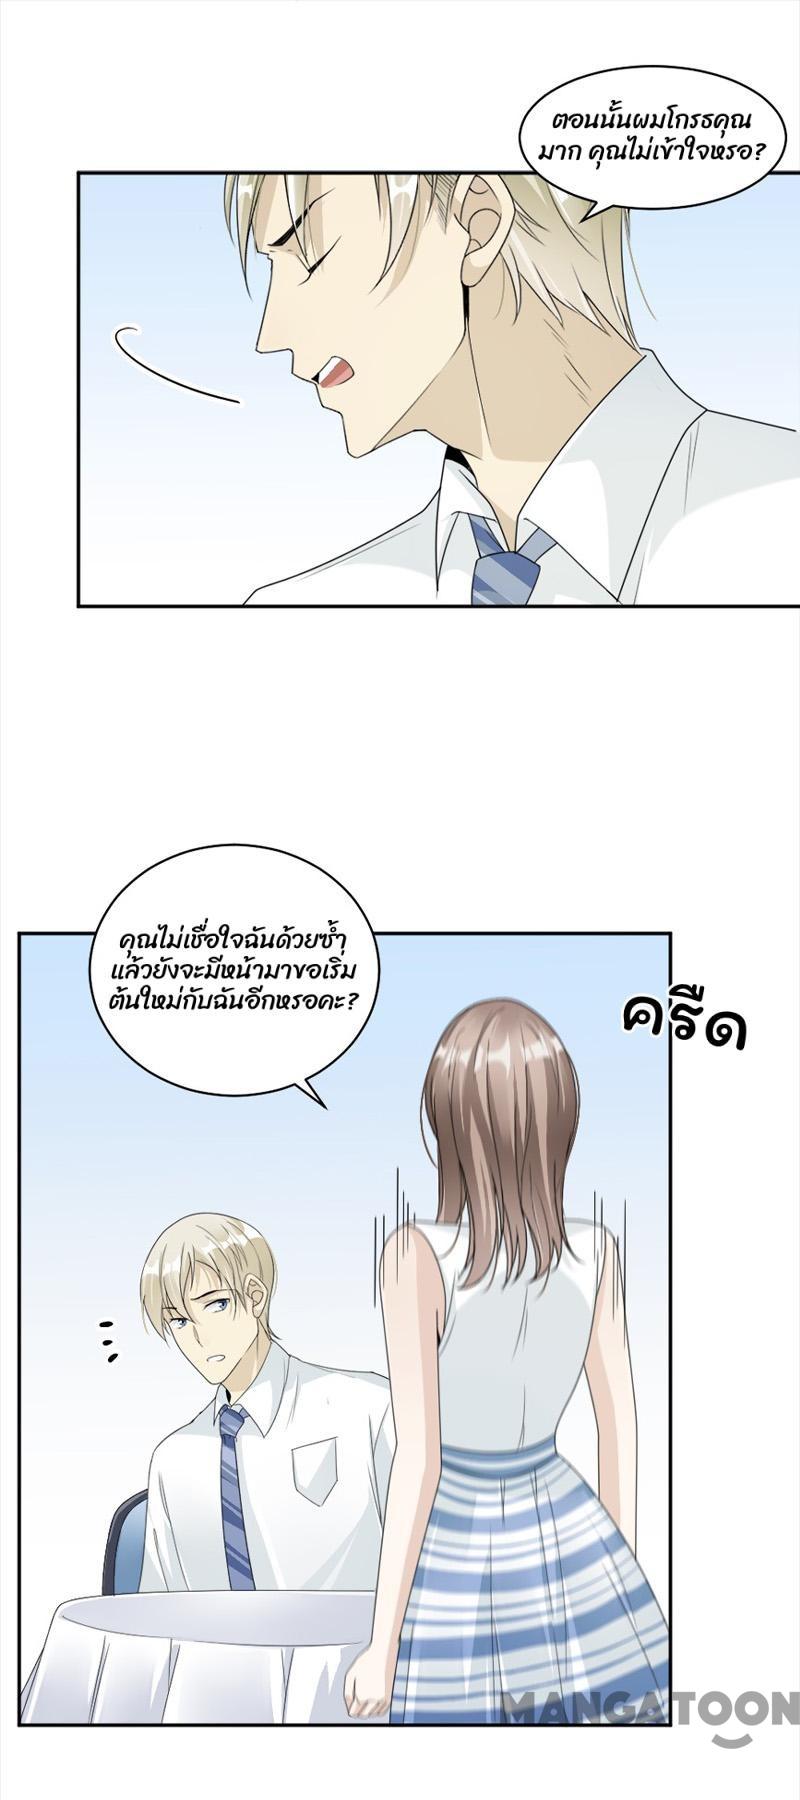 ตอนนั้นผมโกรธคุณ
มาก คุณไม่เข้าใจหรอ?
คุณไม่เชื่อใจฉันด้วยซ้ำ
แล้วยังจะมีหน้ามาขอเริ่ม
ต้นใหม่กับฉันอีกหรอคะ?
ครืด
MANGATOON